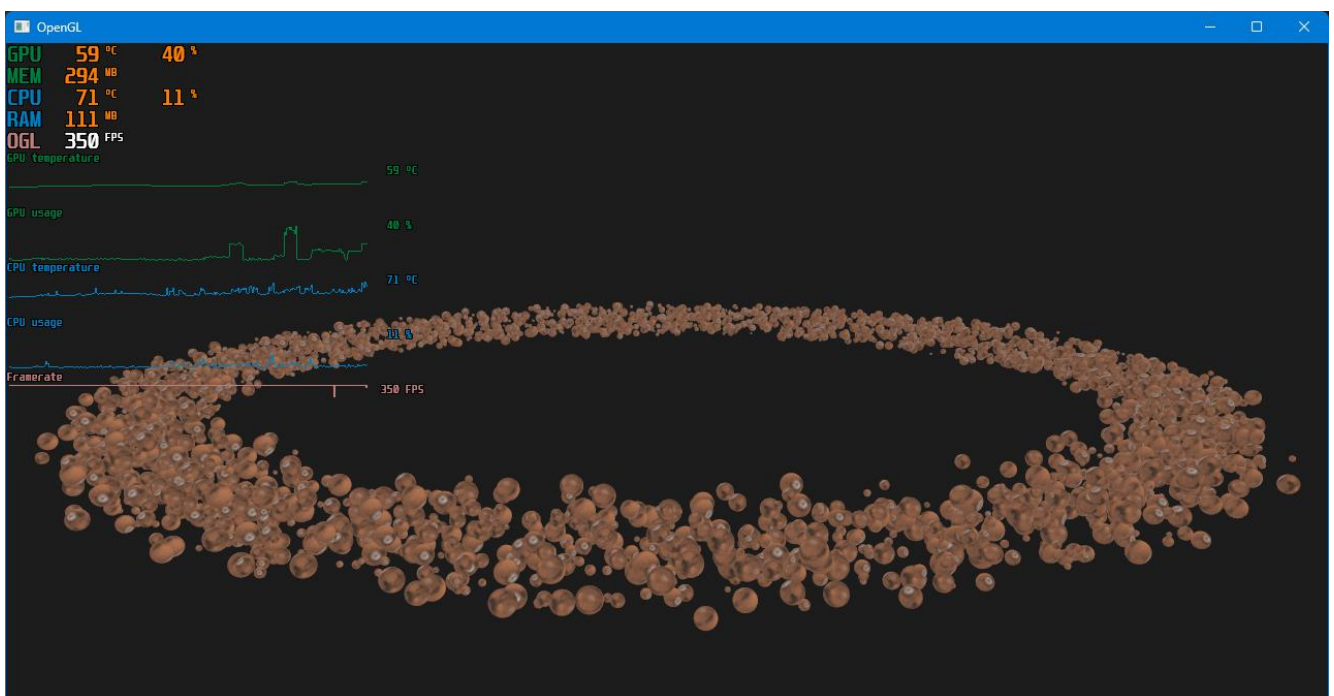 OpenGL
GPU 59 °C 40 %
MEM 294 MB
CPU 71 °C 11 %
RAM 111 MB
OGL 350 FPS
GPU temperature
59 °C
GPU usage
40 %
CPU temperature
71 °C
CPU usage
11 %
Framerate
350 FPS